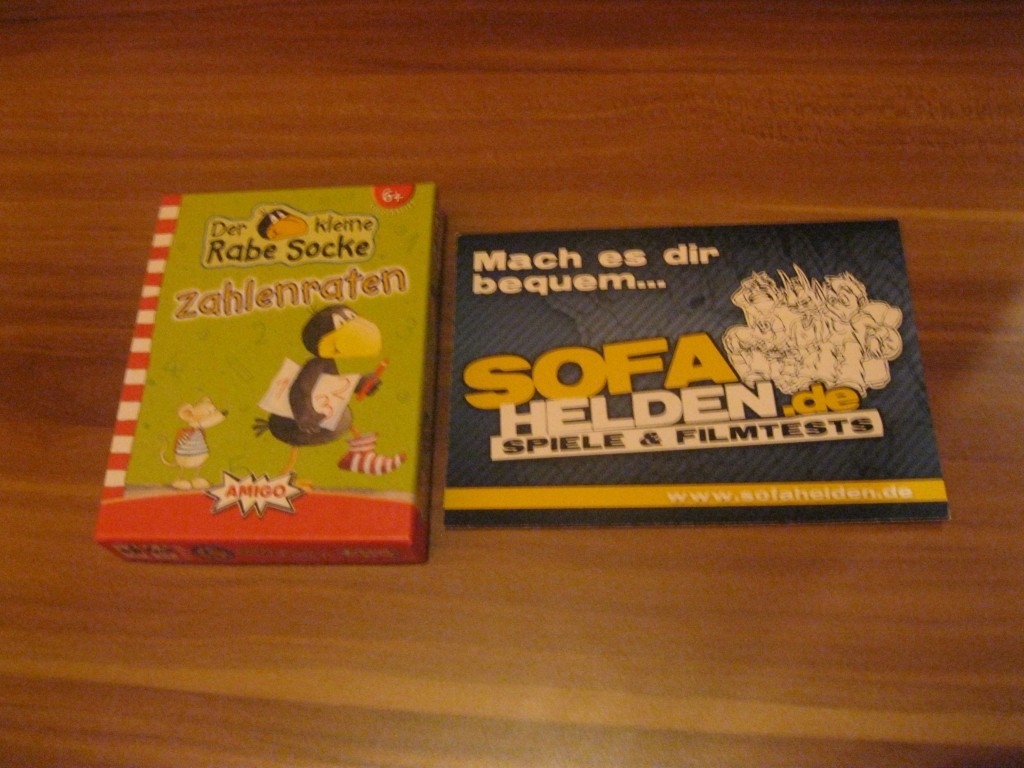 6+
Der kleine
Rabe Socke
zahlenraten
AMIGO
Mach es dir
bequem...
SOFA
HELDEN.de
SPIELE & FILMTESTS
www.sofahelden.de